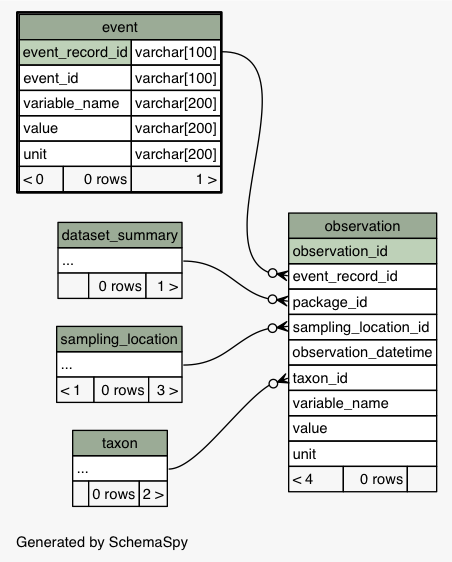 event
event_record_id varchar[100]
event_id varchar[100]
variable_name varchar[200]
value varchar[200]
unit varchar[200]
< 0 0 rows 1 >
dataset_summary
...
0 rows 1 >
sampling_location
...
< 1 0 rows 3 >
taxon
...
0 rows 2 >
observation
observation_id
event_record_id
package_id
sampling_location_id
observation_datetime
taxon_id
variable_name
value
unit
< 4 0 rows
Generated by SchemaSpy